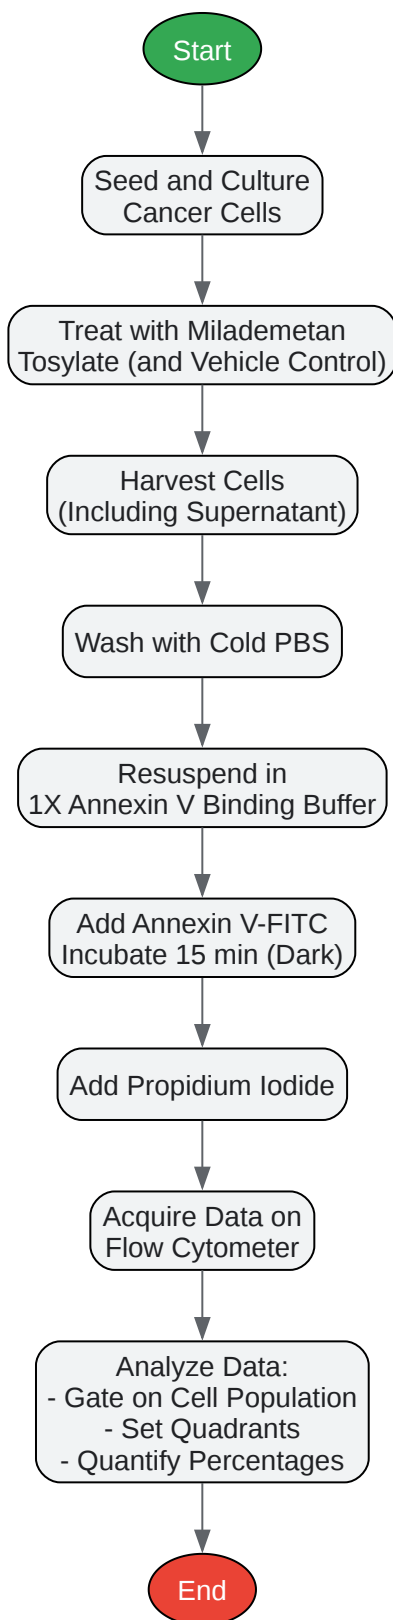 Start
Seed and Culture
Cancer Cells
Treat with Milademetan
Tosylate (and Vehicle Control)
Harvest Cells
(Including Supernatant)
Wash with Cold PBS
Resuspend in
1X Annexin V Binding Buffer
Add Annexin V-FITC
Incubate 15 min (Dark)
Add Propidium Iodide
Acquire Data on
Flow Cytometer
Analyze Data:
- Gate on Cell Population
- Set Quadrants
- Quantify Percentages
End